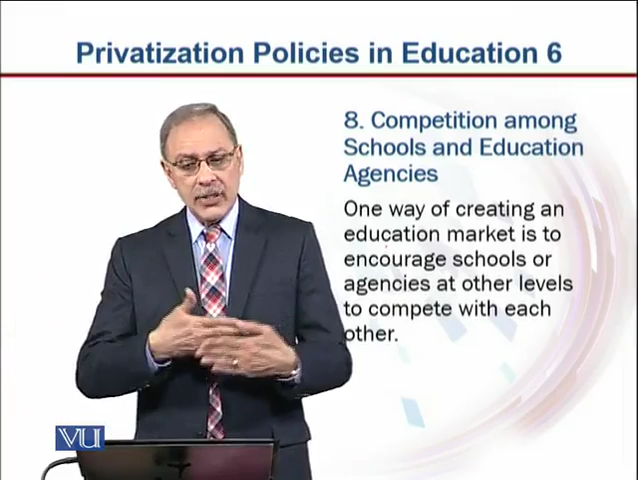 Privatization Policies in Education 6
8. Competition among
Schools and Education
Agencies
One way of creating an
education market is to
encourage schools or
agencies at other levels
to compete with each
other.
VU